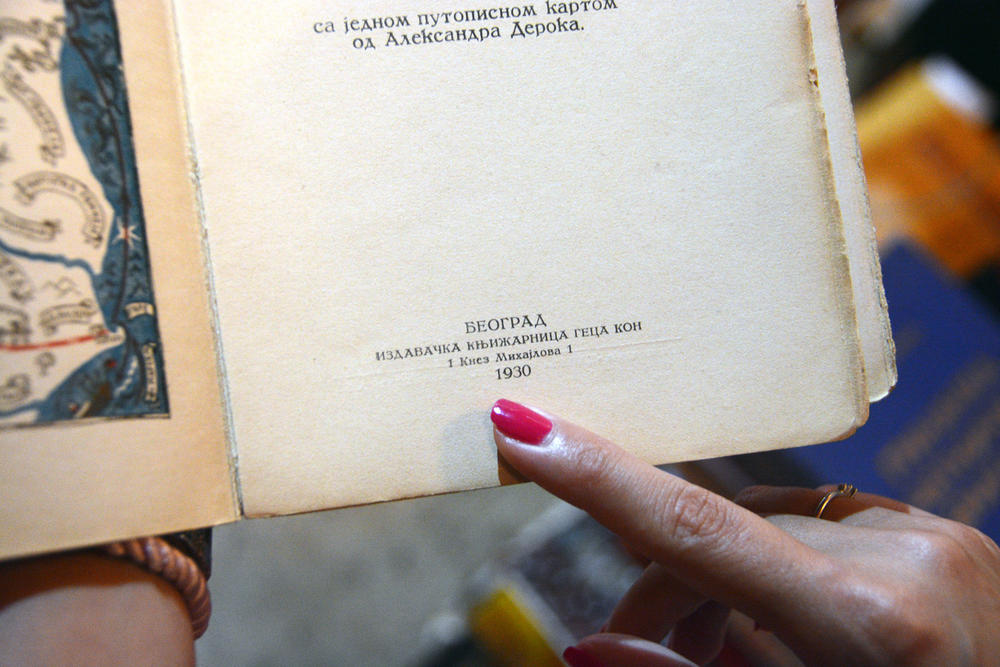 са једном путописном картом
од Александра Дерока.
БЕОГРАД
ИЗДАВАЧКА КЊИЖАРНИЦА ГЕЦА КОН
1 Кнез Михајлова 1
1930